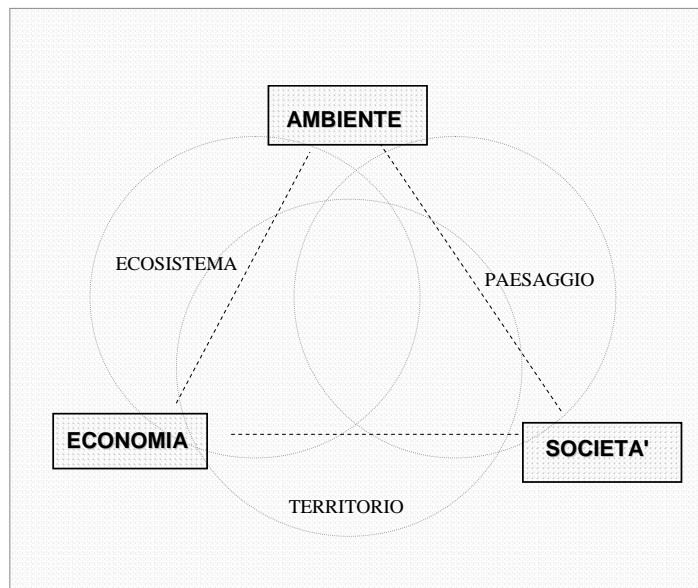 AMBIENTE
ECOSISTEMA
PAESAGGIO
ECONOMIA
SOCIETA'
TERRITORIO